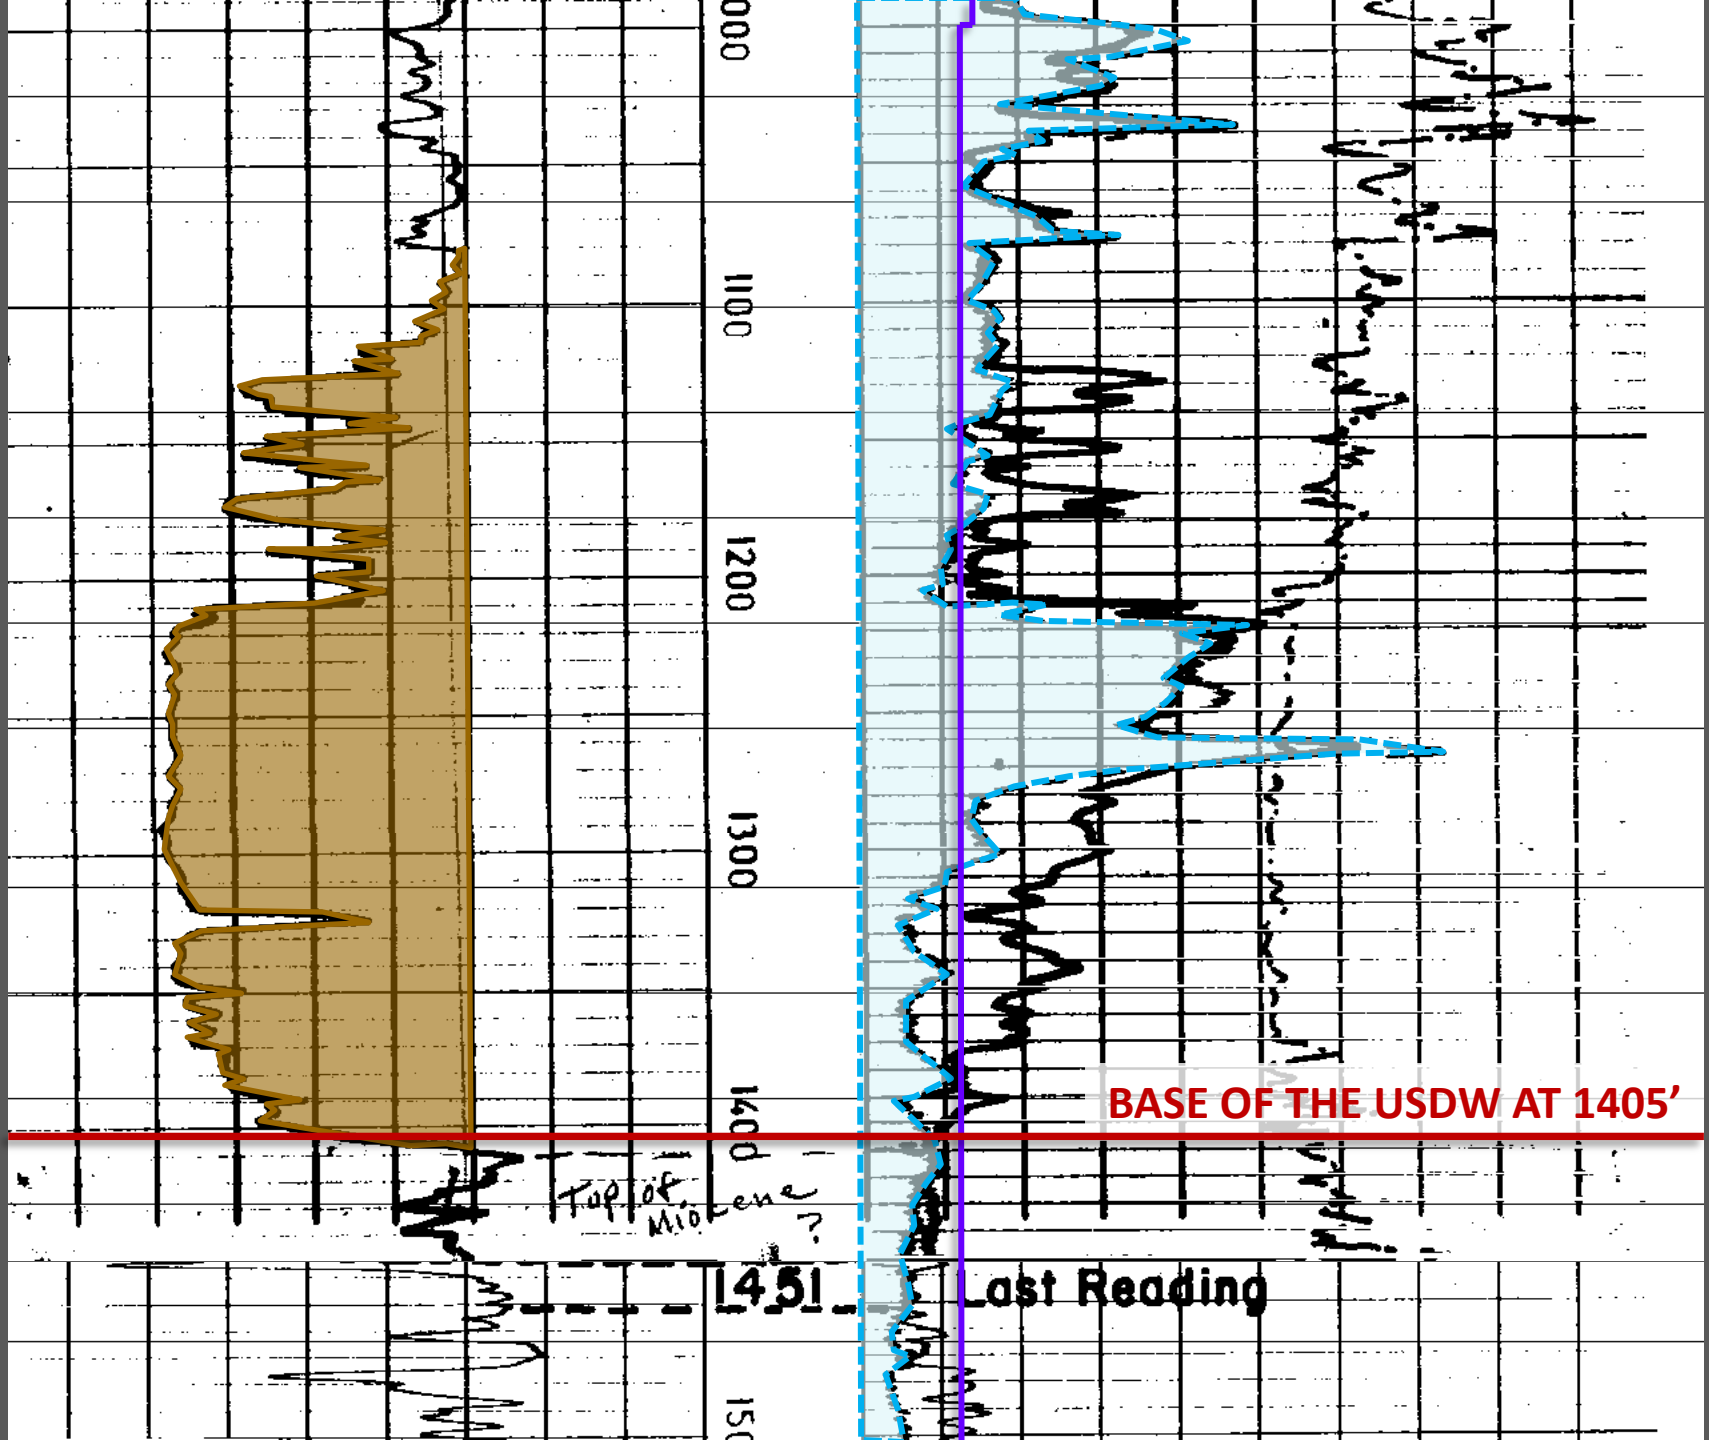 000
1100
1200
1300
BASE OF THE USDW AT 1405’
1400
Top of
Miocene
?
1451 Last Reading
150